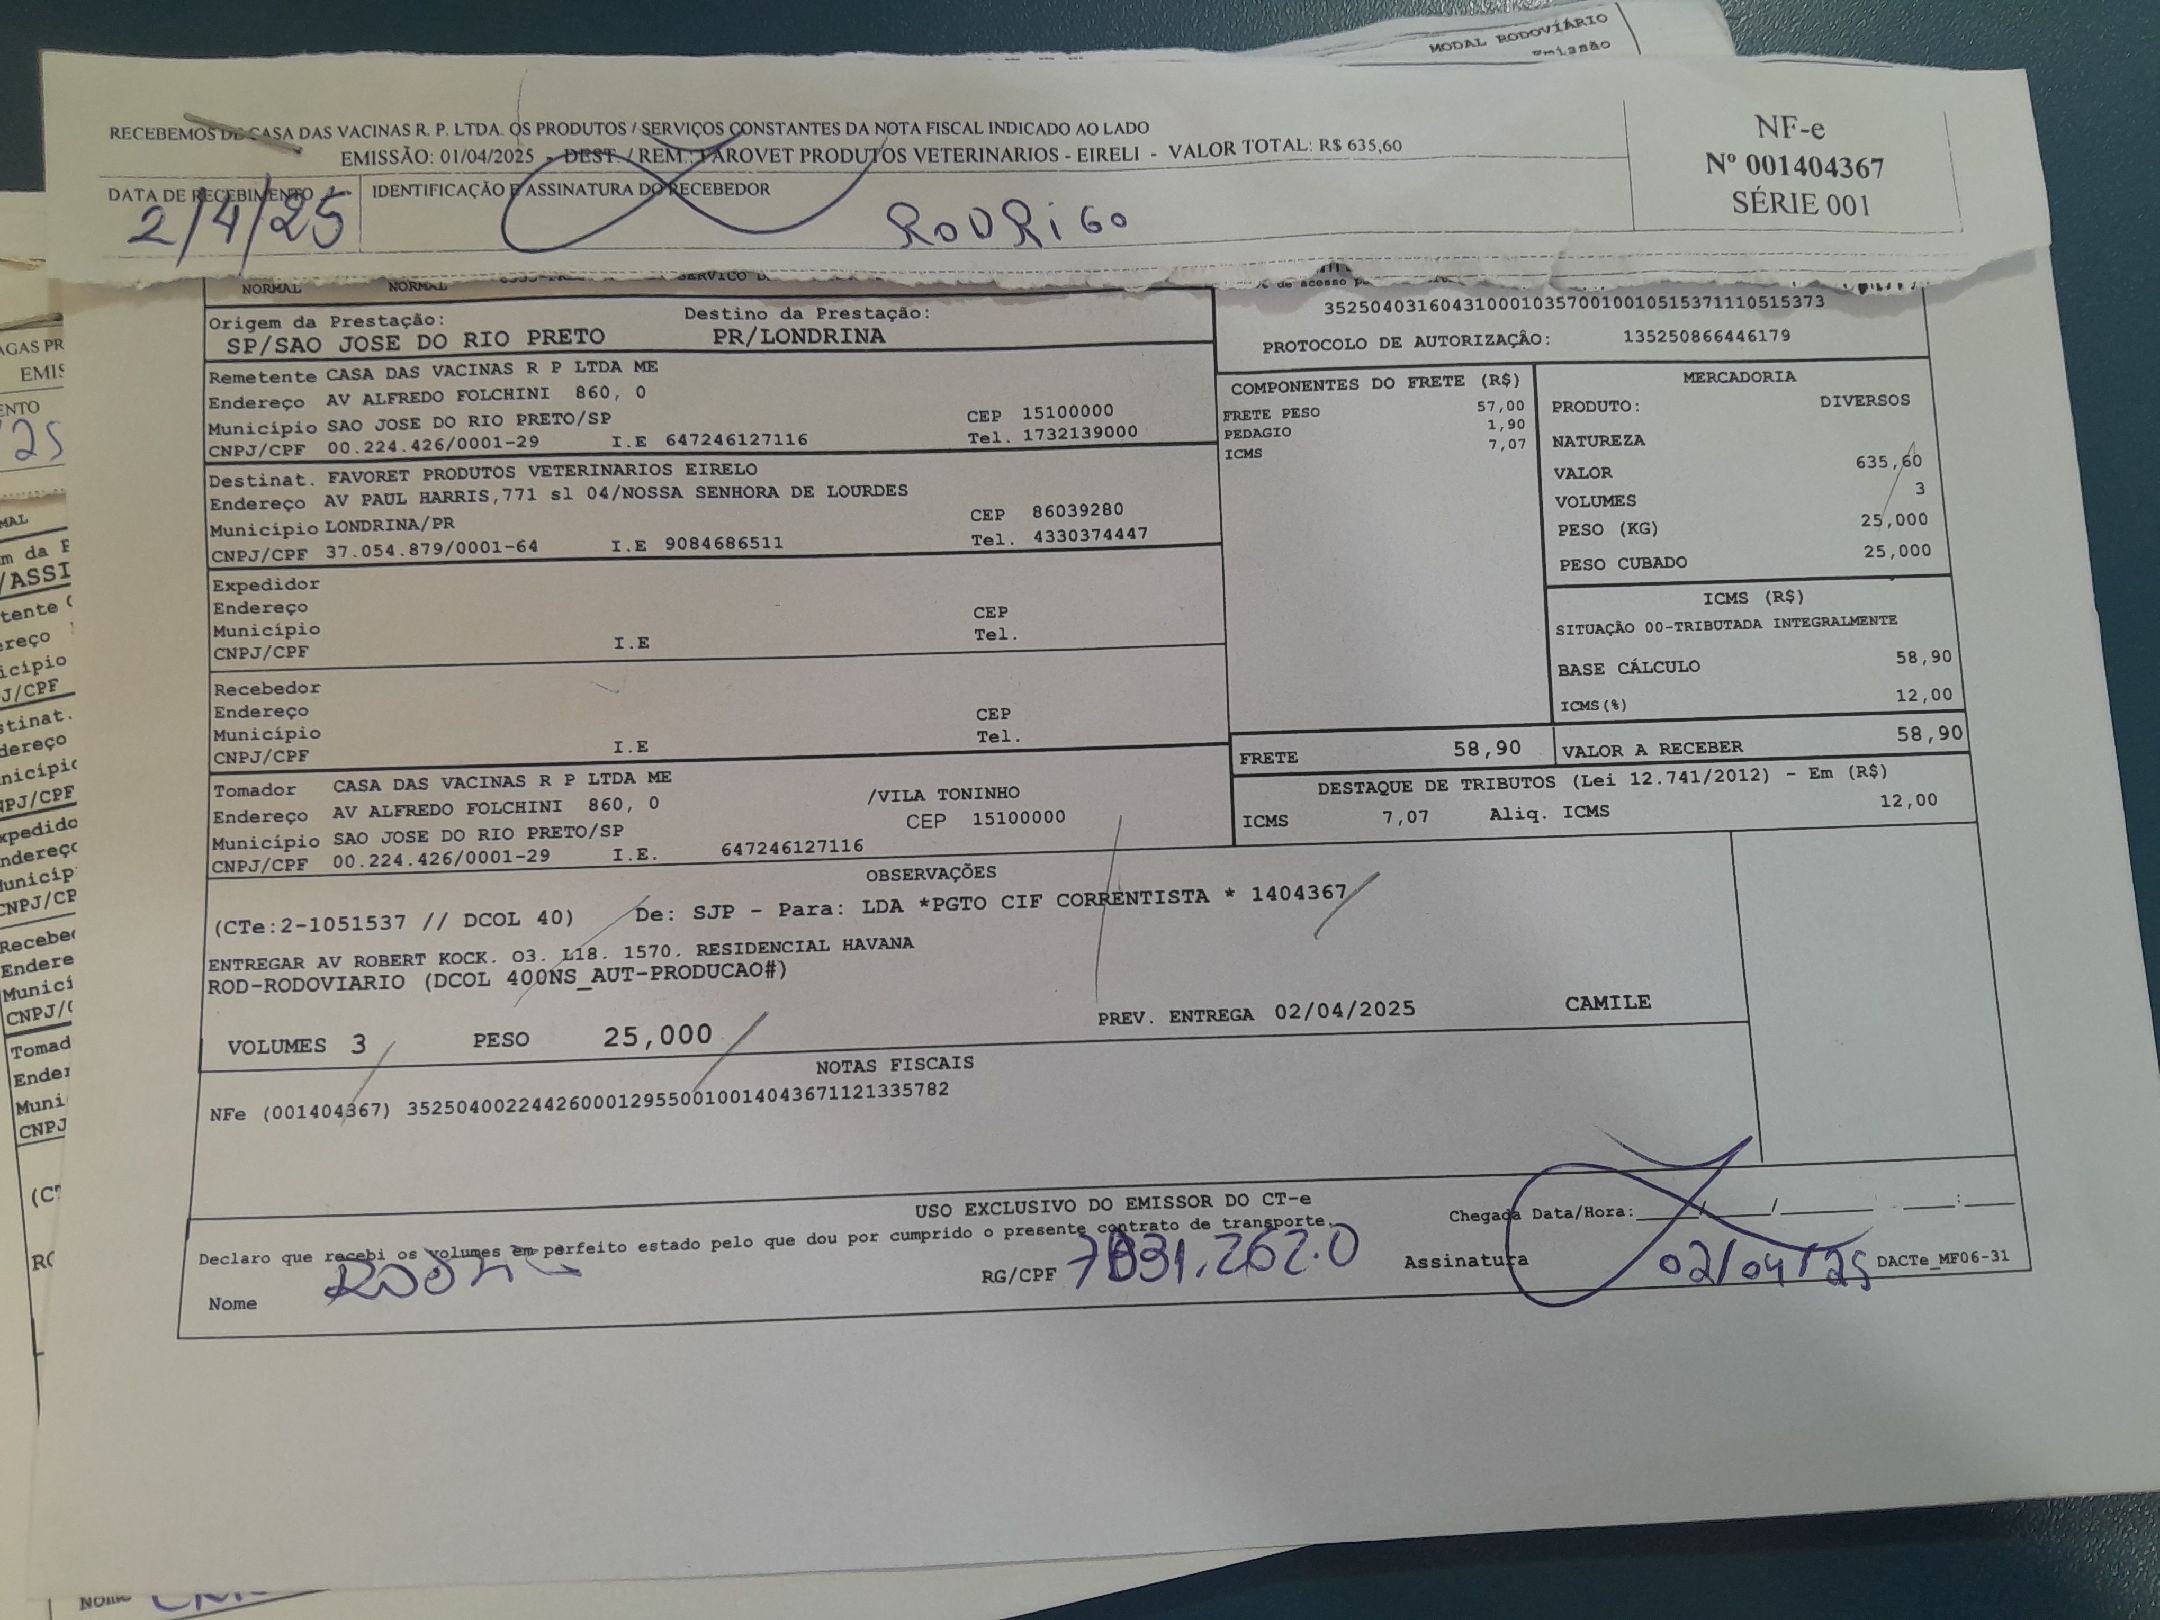 MODAL RODOVIÁRIO
RECEBEMOS DE CASA DAS VACINAS R. P. LTDA. OS PRODUTOS / SERVIÇOS CONSTANTES DA NOTA FISCAL INDICADO AO LADO
EMISSÃO: 01/04/2025 - DEST. / REM.: FAROVET PRODUTOS VETERINARIOS - EIRELI - VALOR TOTAL: R$ 635,60
NF-e
Nº 001404367
SÉRIE 001
DATA DE RECEBIMENTO
2/4/25
IDENTIFICAÇÃO E ASSINATURA DO RECEBEDOR
RODRIGO
NORMAL NORMAL
35250403160431000103570010010515371110515373
PROTOCOLO DE AUTORIZAÇÂO: 135250866446179
Origem da Prestação: Destino da Prestação:
SP/SAO JOSE DO RIO PRETO PR/LONDRINA
Remetente CASA DAS VACINAS R P LTDA ME
Endereço AV ALFREDO FOLCHINI 860, 0
Município SAO JOSE DO RIO PRETO/SP CEP 15100000
CNPJ/CPF 00.224.426/0001-29 I.E 647246127116 Tel. 1732139000
Destinat. FAVORET PRODUTOS VETERINARIOS EIRELO
Endereço AV PAUL HARRIS,771 sl 04/NOSSA SENHORA DE LOURDES
Município LONDRINA/PR CEP 86039280
CNPJ/CPF 37.054.879/0001-64 I.E 9084686511 Tel. 4330374447
Expedidor
Endereço
Município CEP
CNPJ/CPF I.E Tel.
Recebedor
Endereço
Município CEP
CNPJ/CPF I.E Tel.
Tomador CASA DAS VACINAS R P LTDA ME
Endereço AV ALFREDO FOLCHINI 860, 0 /VILA TONINHO
Município SAO JOSE DO RIO PRETO/SP CEP 15100000
CNPJ/CPF 00.224.426/0001-29 I.E. 647246127116
COMPONENTES DO FRETE (R$)
FRETE PESO 57,00
PEDAGIO 1,90
ICMS 7,07
MERCADORIA
PRODUTO: DIVERSOS
NATUREZA
VALOR 635,60
VOLUMES 3
PESO (KG) 25,000
PESO CUBADO 25,000
ICMS (R$)
SITUAÇÃO 00-TRIBUTADA INTEGRALMENTE
BASE CÁLCULO 58,90
ICMS(%) 12,00
FRETE 58,90 VALOR A RECEBER 58,90
DESTAQUE DE TRIBUTOS (Lei 12.741/2012) - Em (R$)
ICMS 7,07 Aliq. ICMS 12,00
OBSERVAÇÕES
(CTe:2-1051537 // DCOL 40) De: SJP - Para: LDA *PGTO CIF CORRENTISTA * 1404367
ENTREGAR AV ROBERT KOCK. O3. L18. 1570. RESIDENCIAL HAVANA
ROD-RODOVIARIO (DCOL 400NS_AUT-PRODUCAO#)
PREV. ENTREGA 02/04/2025 CAMILE
VOLUMES 3 PESO 25,000
NOTAS FISCAIS
NFe (001404367) 35250400224426000129550010014043671121335782
USO EXCLUSIVO DO EMISSOR DO CT-e
Declaro que recebi os volumes em perfeito estado pelo que dou por cumprido o presente contrato de transporte.
Chegada Data/Hora: / / :
Nome RG/CPF Assinatura 02/04/25 DACTe_MF06-31